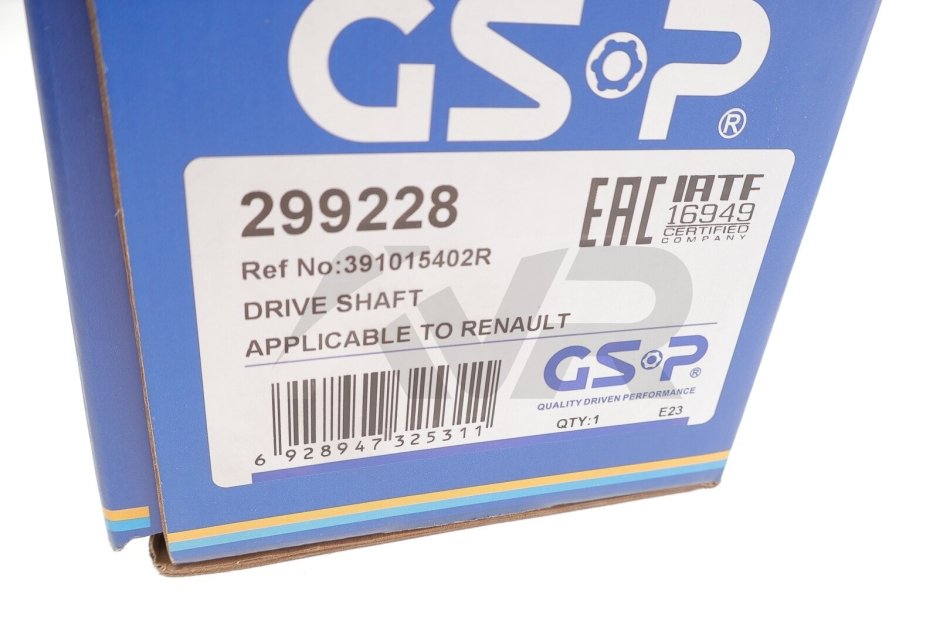 GSP®
299228
EAC
IATF
16949
CERTIFIED
COMPANY
Ref No:391015402R
DRIVE SHAFT
APPLICABLE TO RENAULT
GSP®
QUALITY DRIVEN PERFORMANCE
QTY:1 E23
6 928947 325311